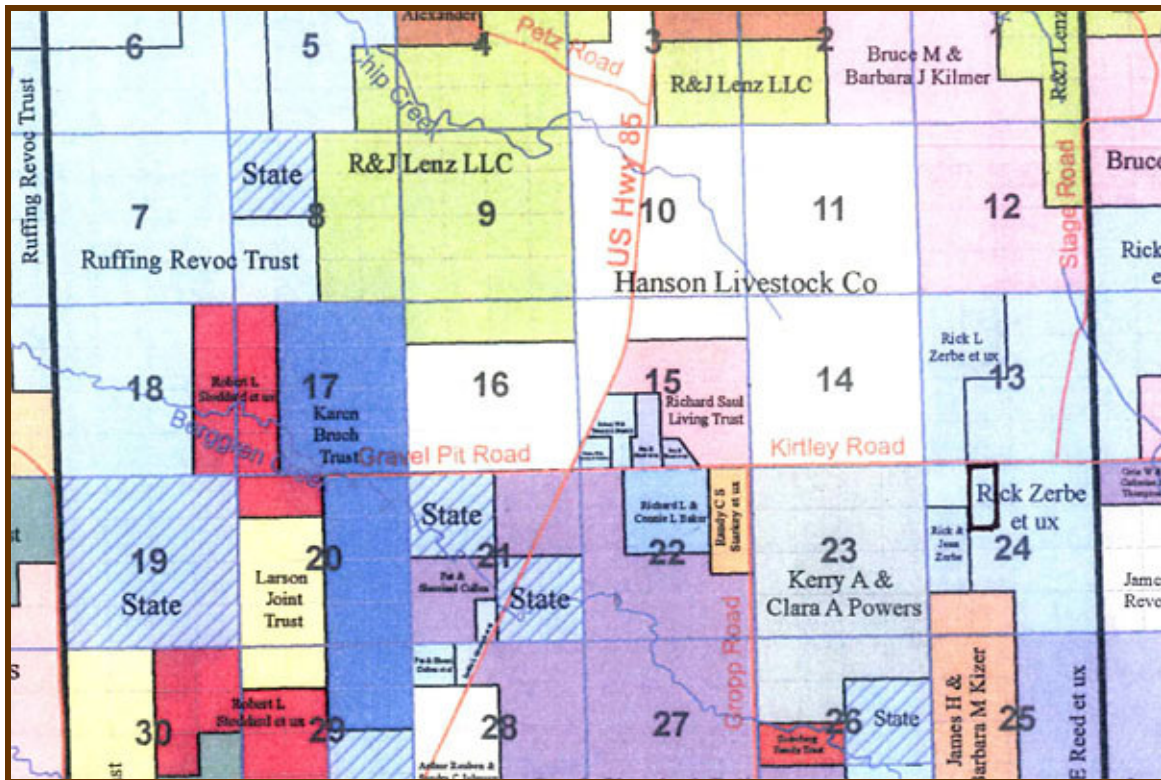 Alexander
6
5
4
Petz Road
3
2
1
R&J Lenz
Bruce M &
Barbara J Kilmer
R&J Lenz LLC
Chip Creek
Ruffing Revoc Trust
US Hwy 85
State
R&J Lenz LLC
Bruce
7
8
9
10
11
12
Stage Road
Ruffing Revoc Trust
Hanson Livestock Co
Rick
e
Rick L
Zerbe et ux
18
Robert L
Stoddard et ux
17
Karen
Bruch
Trust
16
15
Richard Saul
Living Trust
14
13
Gravel Pit Road
Kirtley Road
State
Richard L &
Connie L Baker
Randy C S
Starkey et ux
Rick Zerbe
et ux
Rick &
Jean
Zerbe
19
20
21
22
23
24
State
Larson
Joint
Trust
Pat &
State
Kerry A &
Clara A Powers
Jame
Revo
Gropp Road
James H &
Barbara M Kizer
E Reed et ux
Robert L
Stoddard et ux
State
30
29
28
27
26
25